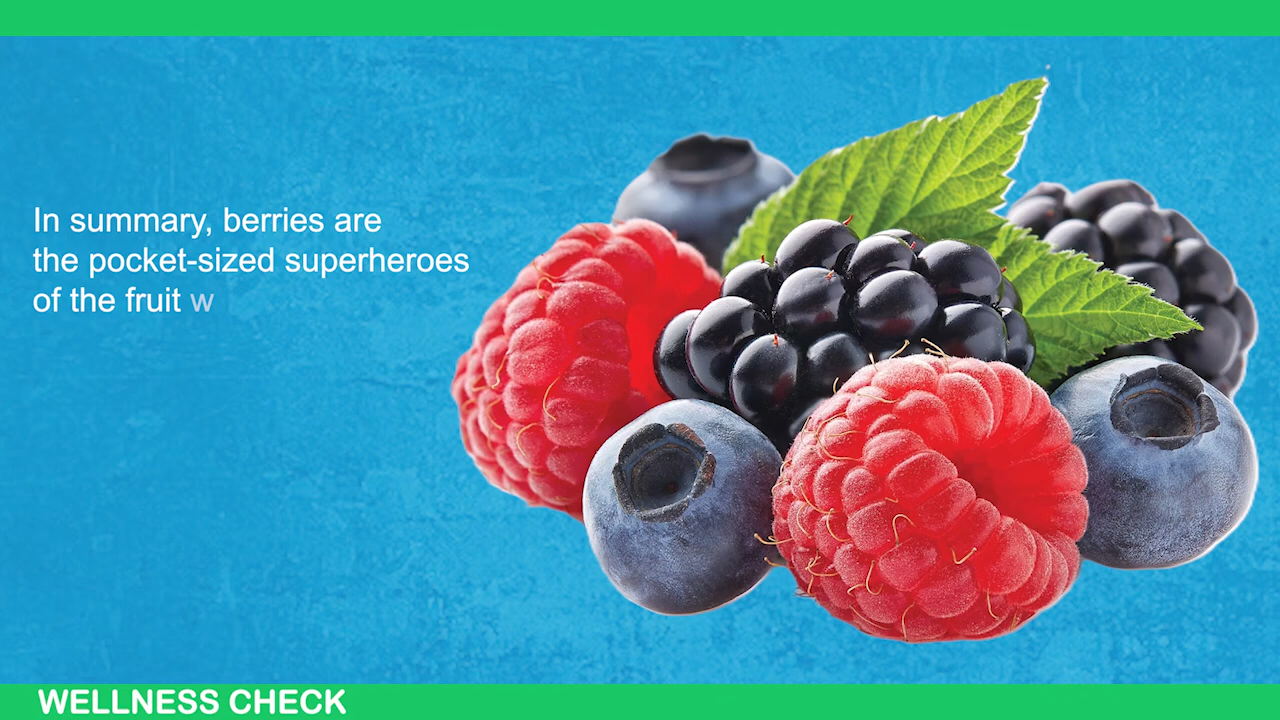 In summary, berries are
the pocket-sized superheroes
of the fruit w
WELLNESS CHECK